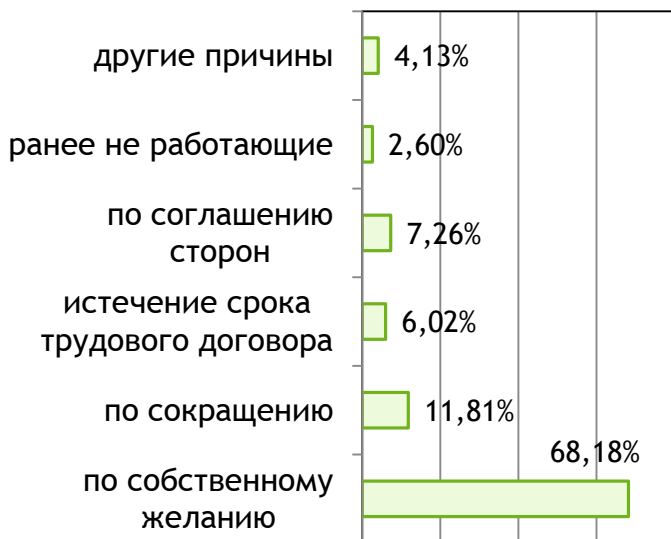 другие причины
4,13%
ранее не работающие
2,60%
по соглашению
сторон
7,26%
истечение срока
трудового договора
6,02%
по сокращению
11,81%
68,18%
по собственному
желанию